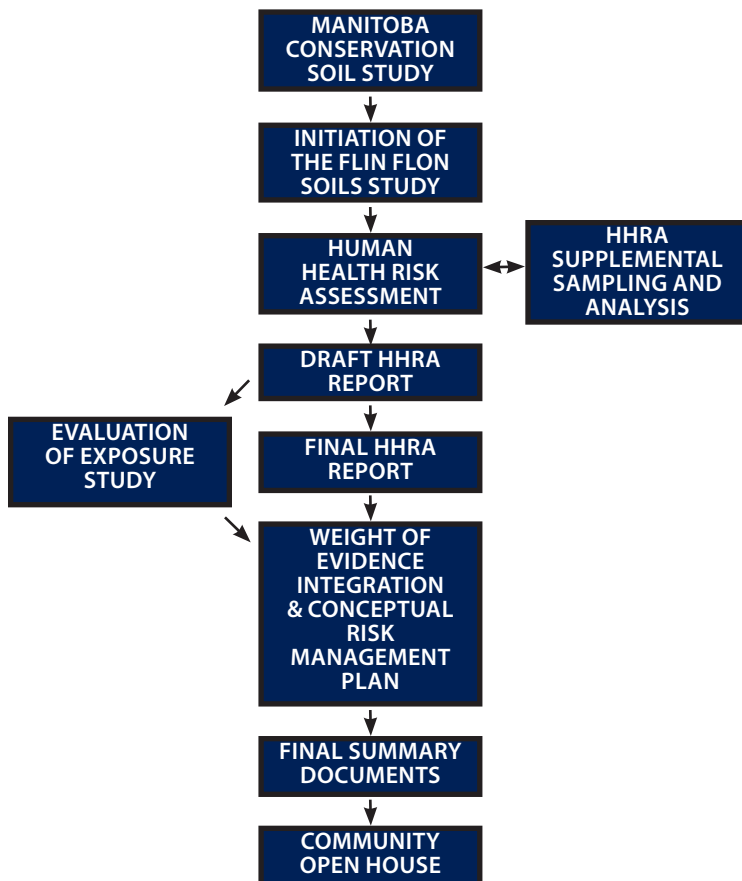 MANITOBA
CONSERVATION
SOIL STUDY
INITIATION OF
THE FLIN FLON
SOILS STUDY
HUMAN
HEALTH RISK
ASSESSMENT
HHRA
SUPPLEMENTAL
SAMPLING AND
ANALYSIS
DRAFT HHRA
REPORT
EVALUATION
OF EXPOSURE
STUDY
FINAL HHRA
REPORT
WEIGHT OF
EVIDENCE
INTEGRATION
& CONCEPTUAL
RISK
MANAGEMENT
PLAN
FINAL SUMMARY
DOCUMENTS
COMMUNITY
OPEN HOUSE